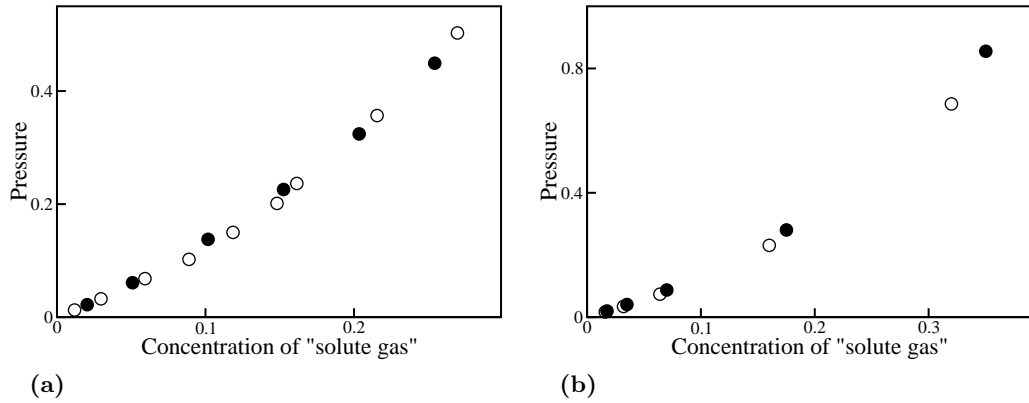 0.4
0.2
0
0
0.1
0.2
Pressure
Concentration of "solute gas"
(a)
0.8
0.4
0
0
0.1
0.2
0.3
Pressure
Concentration of "solute gas"
(b)